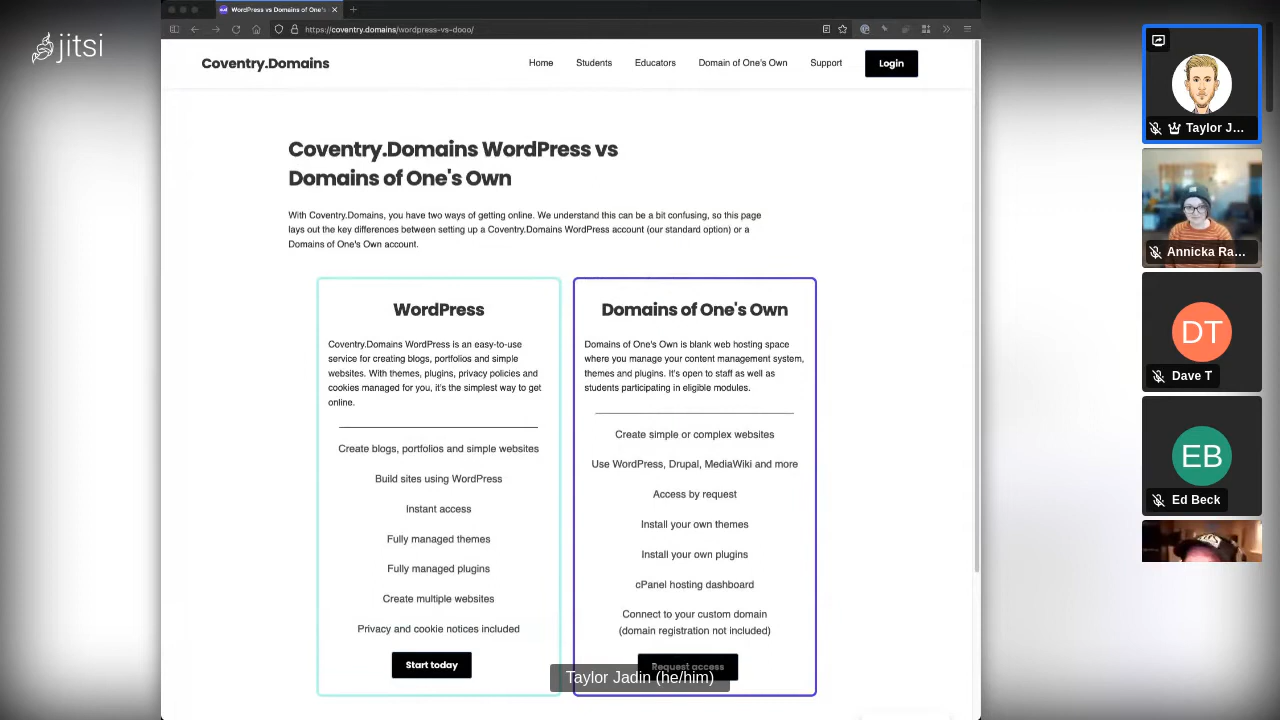 jitsi
WordPress vs Domains of One's
https://coventry.domains/wordpress-vs-dooo/
Coventry.Domains
Home
Students
Educators
Domain of One's Own
Support
Login
Coventry.Domains WordPress vs
Domains of One's Own
With Coventry.Domains, you have two ways of getting online. We understand this can be a bit confusing, so this page
lays out the key differences between setting up a Coventry.Domains WordPress account (our standard option) or a
Domains of One's Own account.
WordPress
Coventry.Domains WordPress is an easy-to-use
service for creating blogs, portfolios and simple
websites. With themes, plugins, privacy policies and
cookies managed for you, it's the simplest way to get
online.
Create blogs, portfolios and simple websites
Build sites using WordPress
Instant access
Fully managed themes
Fully managed plugins
Create multiple websites
Privacy and cookie notices included
Start today
Domains of One's Own
Domains of One's Own is blank web hosting space
where you manage your content management system,
themes and plugins. It's open to staff as well as
students participating in eligible modules.
Create simple or complex websites
Use WordPress, Drupal, MediaWiki and more
Access by request
Install your own themes
Install your own plugins
cPanel hosting dashboard
Connect to your custom domain
(domain registration not included)
Request access
Taylor Jadin (he/him)
Taylor J...
Annicka Ra...
DT
Dave T
EB
Ed Beck